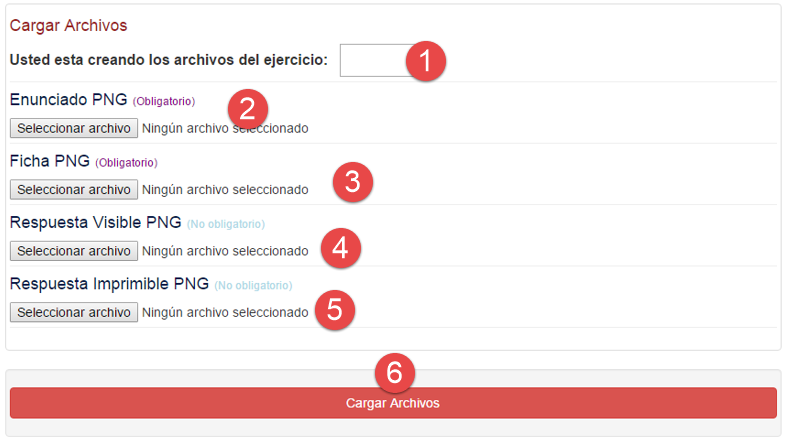 Cargar Archivos
Usted esta creando los archivos del ejercicio: 1
Enunciado PNG (Obligatorio) 2
Seleccionar archivo Ningún archivo seleccionado
Ficha PNG (Obligatorio)
Seleccionar archivo Ningún archivo seleccionado 3
Respuesta Visible PNG (No obligatorio)
Seleccionar archivo Ningún archivo seleccionado 4
Respuesta Imprimible PNG (No obligatorio)
Seleccionar archivo Ningún archivo seleccionado 5
6
Cargar Archivos